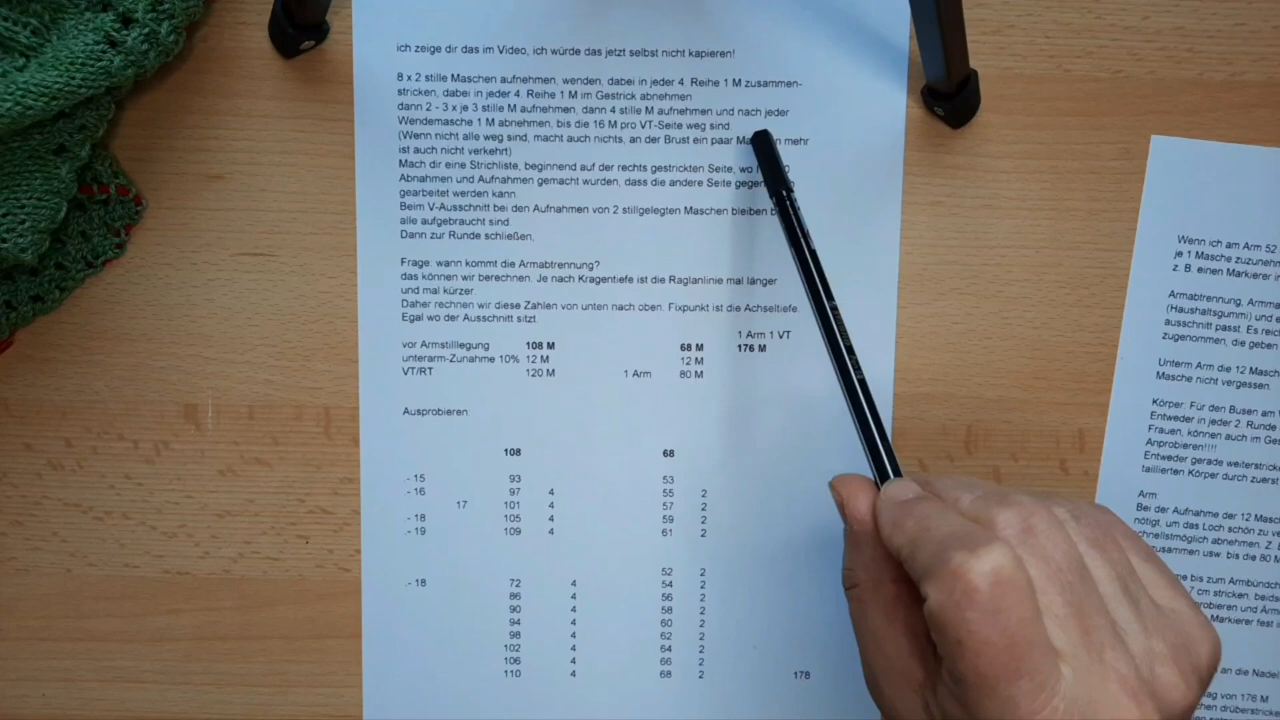 ich zeige dir das im Video, ich würde das jetzt selbst nicht kapieren!
8 x 2 stille Maschen aufnehmen, wenden, dabei in jeder 4. Reihe 1 M zusammen-
stricken, dabei in jeder 4. Reihe 1 M im Gestrick abnehmen
dann 2 - 3 x je 3 stille M aufnehmen, dann 4 stille M aufnehmen und nach jeder
Wendemasche 1 M abnehmen, bis die 16 M pro VT-Seite weg sind.
(Wenn nicht alle weg sind, macht auch nichts, an der Brust ein paar mehr
ist auch nicht verkehrt)
Mach dir eine Strichliste, beginnend auf der rechts gestrickten Seite,
Abnahmen und Aufnahmen gemacht wurden, dass die andere Seite
gearbeitet werden kann.
Beim V-Ausschnitt bei den Aufnahmen von 2 stillgelegten Maschen bleiben
alle aufgebraucht sind.
Dann zur Runde schließen,
Frage: wann kommt die Armabtrennung?
das können wir berechnen. Je nach Kragentiefe ist die Raglanlinie mal länger
und mal kürzer.
Daher rechnen wir diese Zahlen von unten nach oben. Fixpunkt ist die Achseltiefe.
Egal wo der Ausschnitt sitzt.
1 Arm 1 VT
vor Armstilllegung 108 M 68 M 176 M
unterarm-Zunahme 10% 12 M 12 M
VT/RT 120 M 1 Arm 80 M
Ausprobieren:
108 68
- 15 93 53
- 16 97 4 55 2
17 101 4 57 2
.- 18 105 4 59 2
.- 19 109 4 61 2
52 2
.- 18 72 4 54 2
86 4 56 2
90 4 58 2
94 4 60 2
98 4 62 2
102 4 64 2
106 4 66 2
110 4 68 2 178
Wenn ich am Arm 52
je 1 Masche zuzunehm
z. B. einen Markierer
Armabtrennung, Armma
(Haushaltsgummi) und e
ausschnitt passt. Es reic
zugenommen, die geben
Unterm Arm die 12 Masch
Masche nicht vergessen.
Körper: Für den Busen am
Entweder in jeder 2. Runde
Frauen, können auch im Ges
Anprobieren!!!!
Entweder gerade weiterstrick
taillierten Körper durch zuerst
Arm
Bei der Aufnahme der 12 Masc
nötigt, um das Loch schön zu ve
schnellstmöglich abnehmen. Z.
zusammen usw. bis die 80 M
me bis zum Armbündch
7 cm stricken, beids
probieren und Arm
Markierer fest
an die Nadel
ag von 176 M
chen drüberstricke